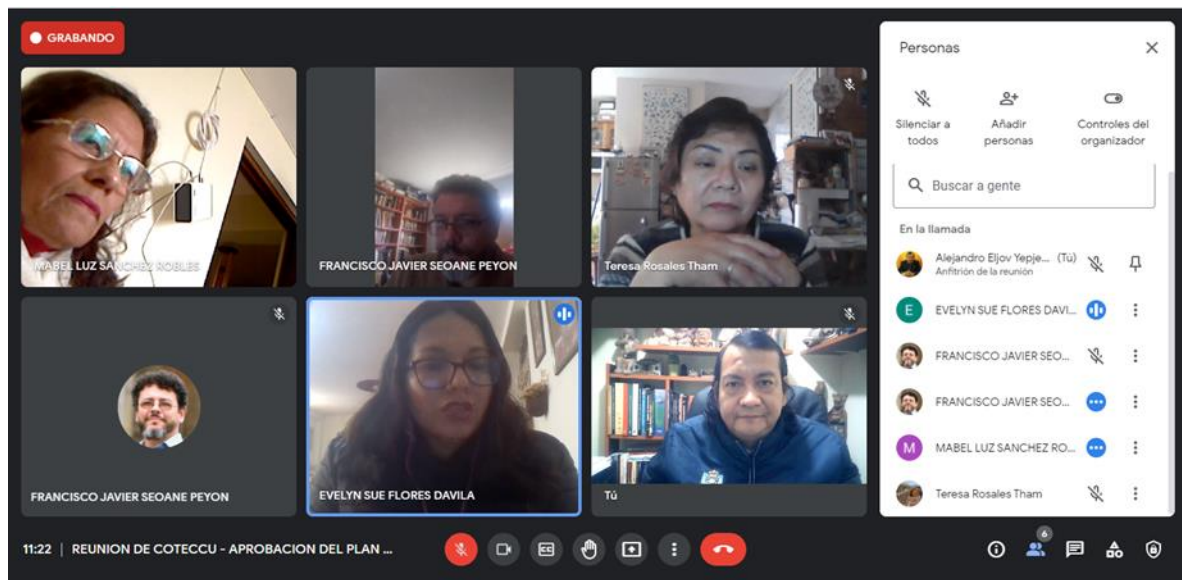 GRABANDO
MABEL LUZ SANCHEZ ROBLES
FRANCISCO JAVIER SEOANE PEYON
Teresa Rosales Tham
FRANCISCO JAVIER SEOANE PEYON
EVELYN SUE FLORES DAVILA
Tú
11:22 | REUNION DE COTECCU - APROBACION DEL PLAN ...
Personas
Silenciar a
todos
Añadir
personas
Controles del
organizador
Buscar a gente
En la llamada
Alejandro Eljov Yepje... (Tú)
Anfitrión de la reunión
E
EVELYN SUE FLORES DAVI...
FRANCISCO JAVIER SEO...
FRANCISCO JAVIER SEO...
M
MABEL LUZ SANCHEZ RO...
Teresa Rosales Tham
6